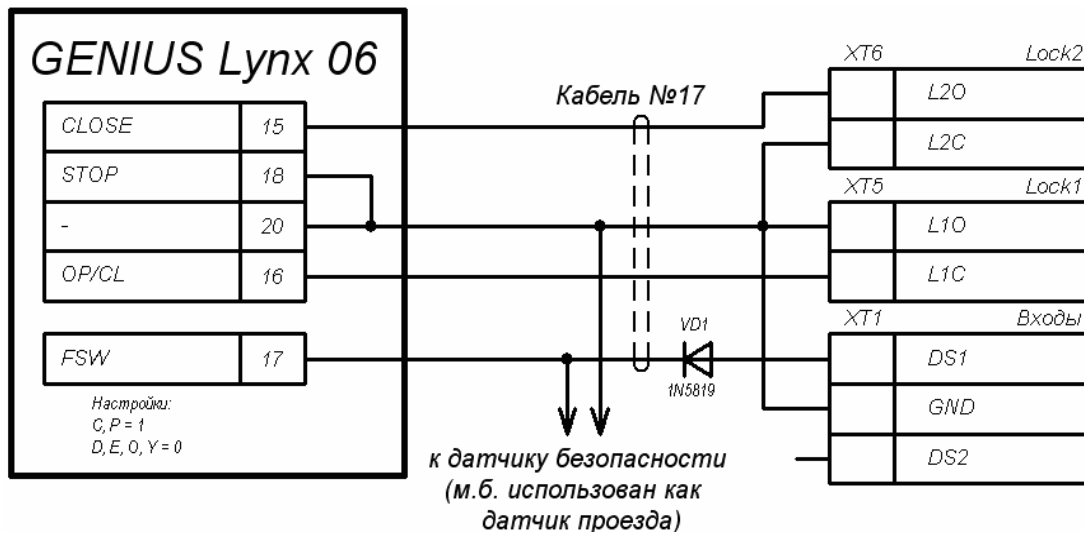 GENIUS Lynx 06
CLOSE 15
STOP 18
- 20
OP/CL 16
FSW 17
Настройки:
C, P = 1
D, E, O, Y = 0
Кабель №17
VD1
1N5819
к датчику безопасности
(м.б. использован как
датчик проезда)
XT6 Lock2
L2O
L2C
XT5 Lock1
L1O
L1C
XT1 Входы
DS1
GND
DS2